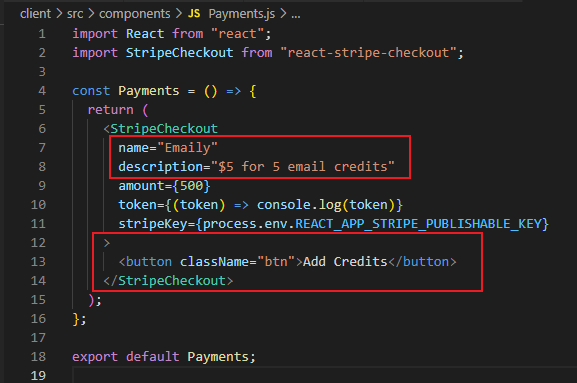 client > src > components > JS Payments.js > ...
1 import React from "react";
2 import StripeCheckout from "react-stripe-checkout";
3
4 const Payments = () => {
5   return (
6     <StripeCheckout
7       name="Emaily"
8       description="$5 for 5 email credits"
9       amount={500}
10       token={(token) => console.log(token)}
11       stripeKey={process.env.REACT_APP_STRIPE_PUBLISHABLE_KEY}
12     >
13       <button className="btn">Add Credits</button>
14     </StripeCheckout>
15   );
16 };
17
18 export default Payments;
19